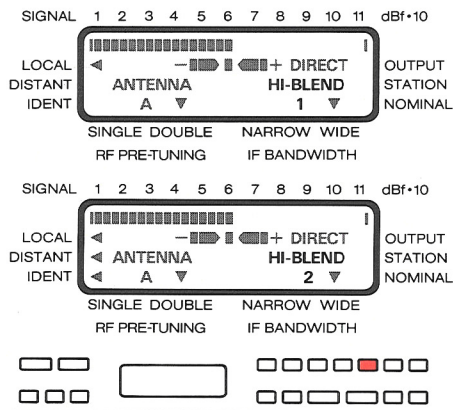 SIGNAL 1 2 3 4 5 6 7 8 9 10 11 dBf•10
LOCAL − + DIRECT OUTPUT
DISTANT ANTENNA HI-BLEND STATION
IDENT A 1 NOMINAL
SINGLE DOUBLE NARROW WIDE
RF PRE-TUNING IF BANDWIDTH
SIGNAL 1 2 3 4 5 6 7 8 9 10 11 dBf•10
LOCAL − + DIRECT OUTPUT
DISTANT ANTENNA HI-BLEND STATION
IDENT A 2 NOMINAL
SINGLE DOUBLE NARROW WIDE
RF PRE-TUNING IF BANDWIDTH